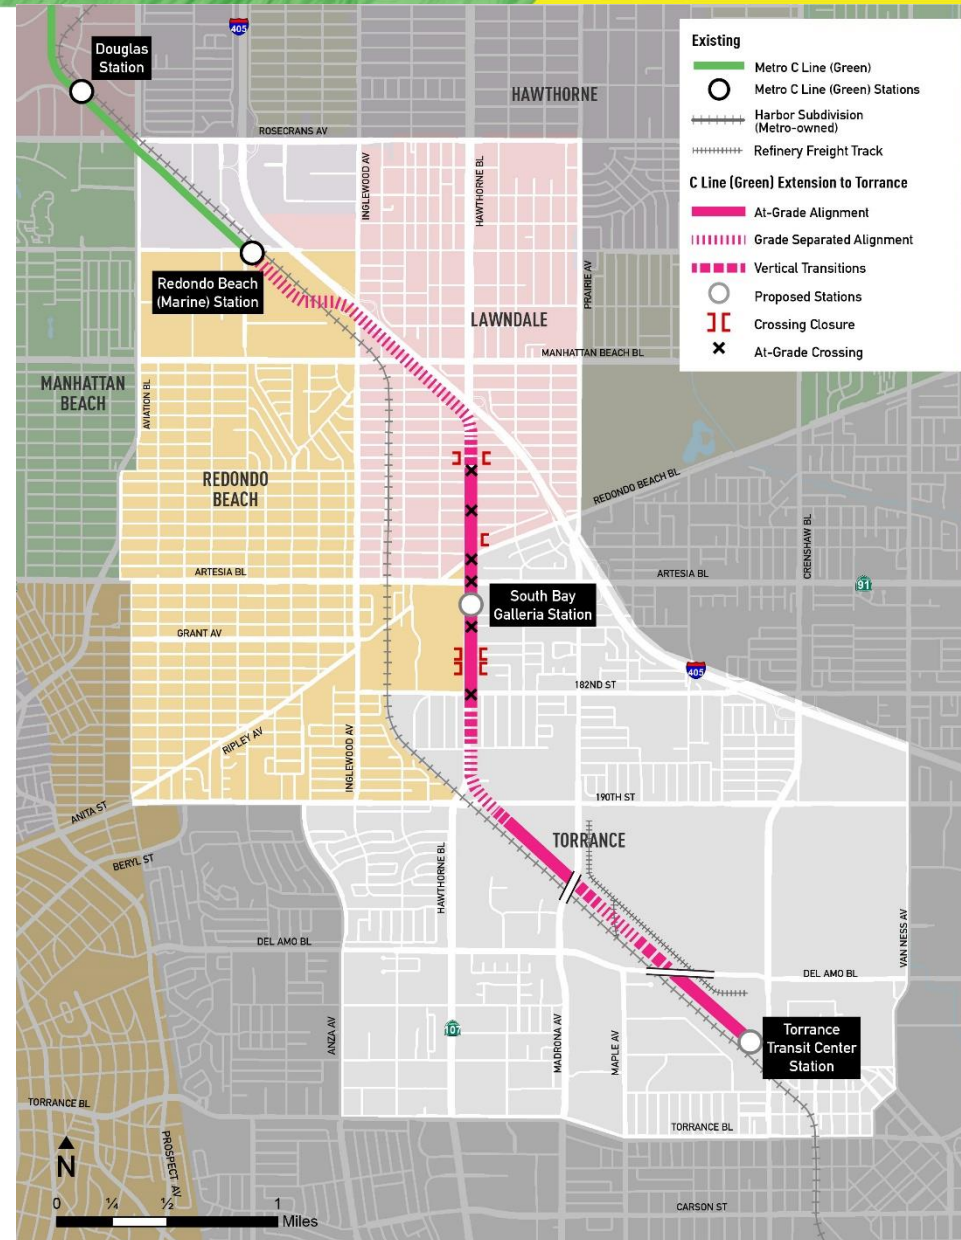 Douglas
Station
405
HAWTHORNE
ROSECRANS AV
INGLEWOOD AV
HAWTHORNE BL
PRAIRIE AV
Existing
Metro C Line (Green)
Metro C Line (Green) Stations
Harbor Subdivision
(Metro-owned)
Refinery Freight Track
C Line (Green) Extension to Torrance
At-Grade Alignment
Grade Separated Alignment
Vertical Transitions
Proposed Stations
Crossing Closure
At-Grade Crossing
Redondo Beach
(Marine) Station
LAWNDALE
MANHATTAN BEACH BL
MANHATTAN
BEACH
AVIATION BL
REDONDO
BEACH
REDONDO BEACH BL
CRENSHAW BL
ARTESIA BL
ARTESIA BL
91
South Bay
Galleria Station
GRANT AV
405
182ND ST
RIPLEY AV
INGLEWOOD AV
190TH ST
ANITA ST
BERYL ST
TORRANCE
HAWTHORNE BL
DEL AMO BL
DEL AMO BL
VAN NESS AV
ANZA AV
107
MADRONA AV
MAPLE AV
Torrance
Transit Center
Station
TORRANCE BL
TORRANCE BL
PROSPECT AV
CARSON ST
N
0 ¼ ½ 1
Miles